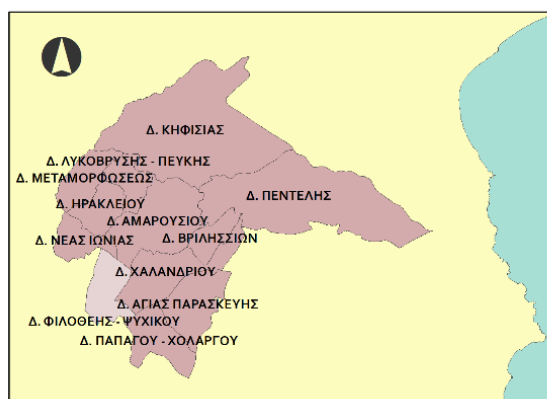 Δ. ΚΗΦΙΣΙΑΣ
Δ. ΛΥΚΟΒΡΥΣΗΣ - ΠΕΥΚΗΣ
Δ. ΜΕΤΑΜΟΡΦΩΣΕΩΣ
Δ. ΠΕΝΤΕΛΗΣ
Δ. ΗΡΑΚΛΕΙΟΥ
Δ. ΑΜΑΡΟΥΣΙΟΥ
Δ. ΝΕΑΣ ΙΩΝΙΑΣ
Δ. ΒΡΙΛΗΣΣΙΩΝ
Δ. ΧΑΛΑΝΔΡΙΟΥ
Δ. ΑΓΙΑΣ ΠΑΡΑΣΚΕΥΗΣ
Δ. ΦΙΛΟΘΕΗΣ - ΨΥΧΙΚΟΥ
Δ. ΠΑΠΑΓΟΥ - ΧΟΛΑΡΓΟΥ